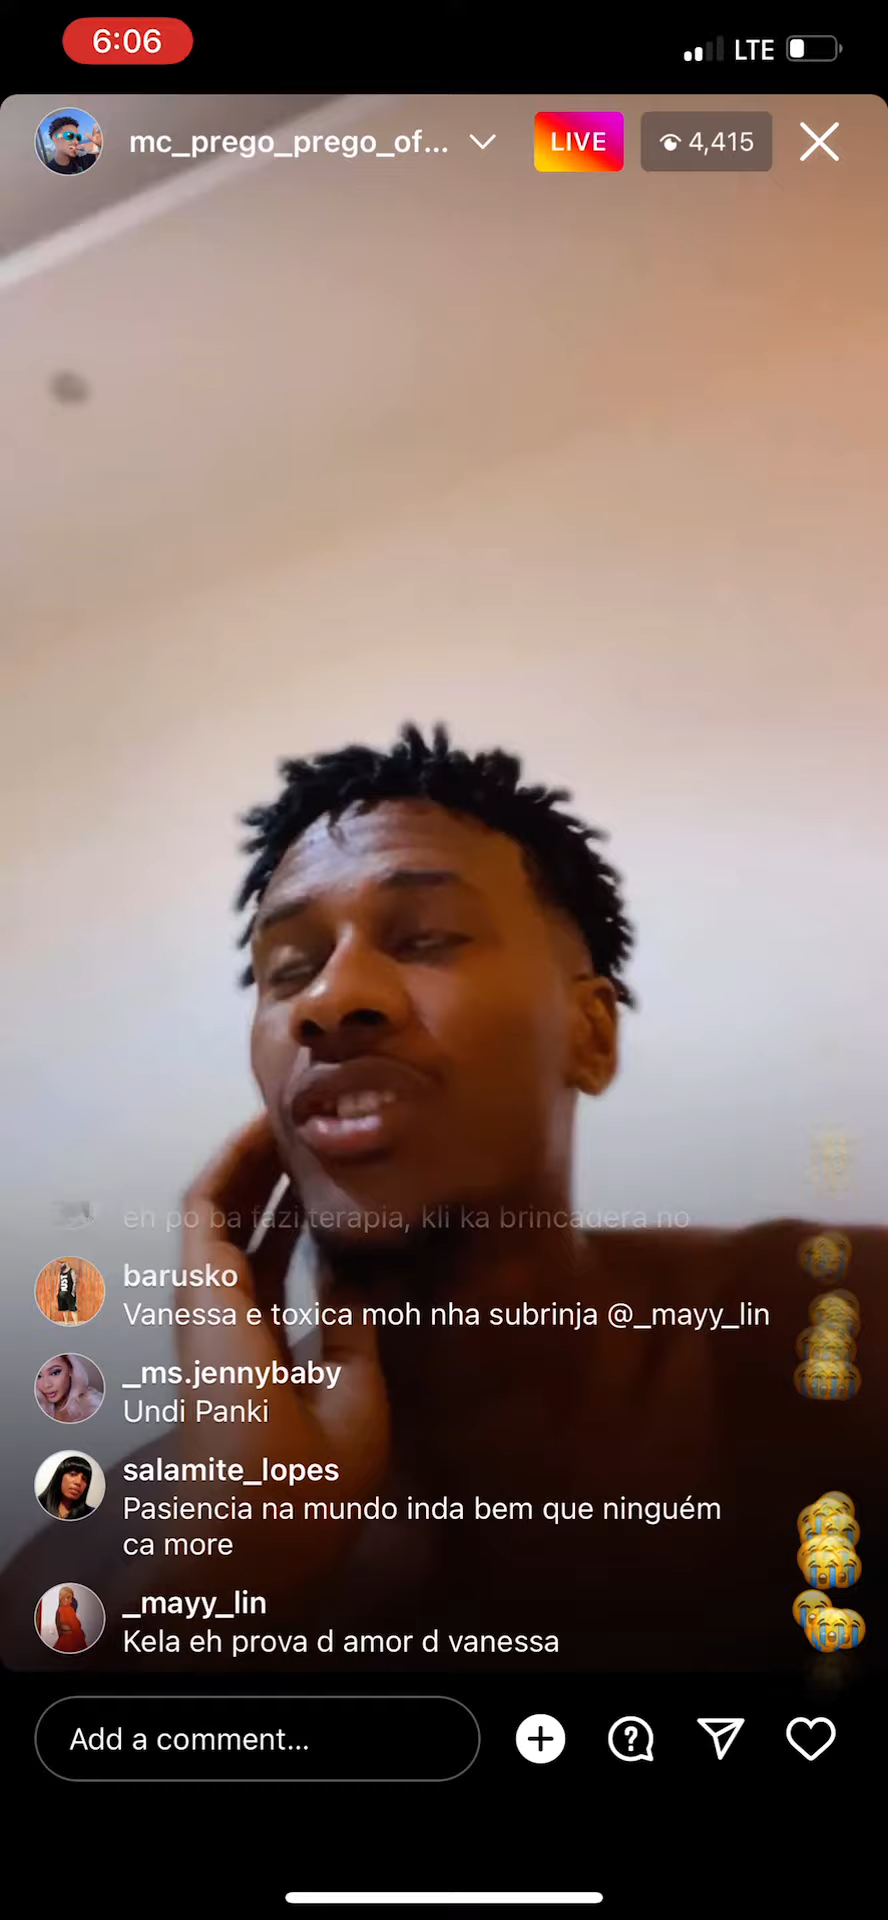 6:06
LTE
mc_prego_prego_of...
LIVE
4,415
en po ba fazi terapia, kli ka brincadera no
barusko
Vanessa e toxica moh nha subrinja @_mayy_lin
_ms.jennybaby
Undi Panki
salamite_lopes
Pasiencia na mundo inda bem que ninguém
ca more
_mayy_lin
Kela eh prova d amor d vanessa
Add a comment...